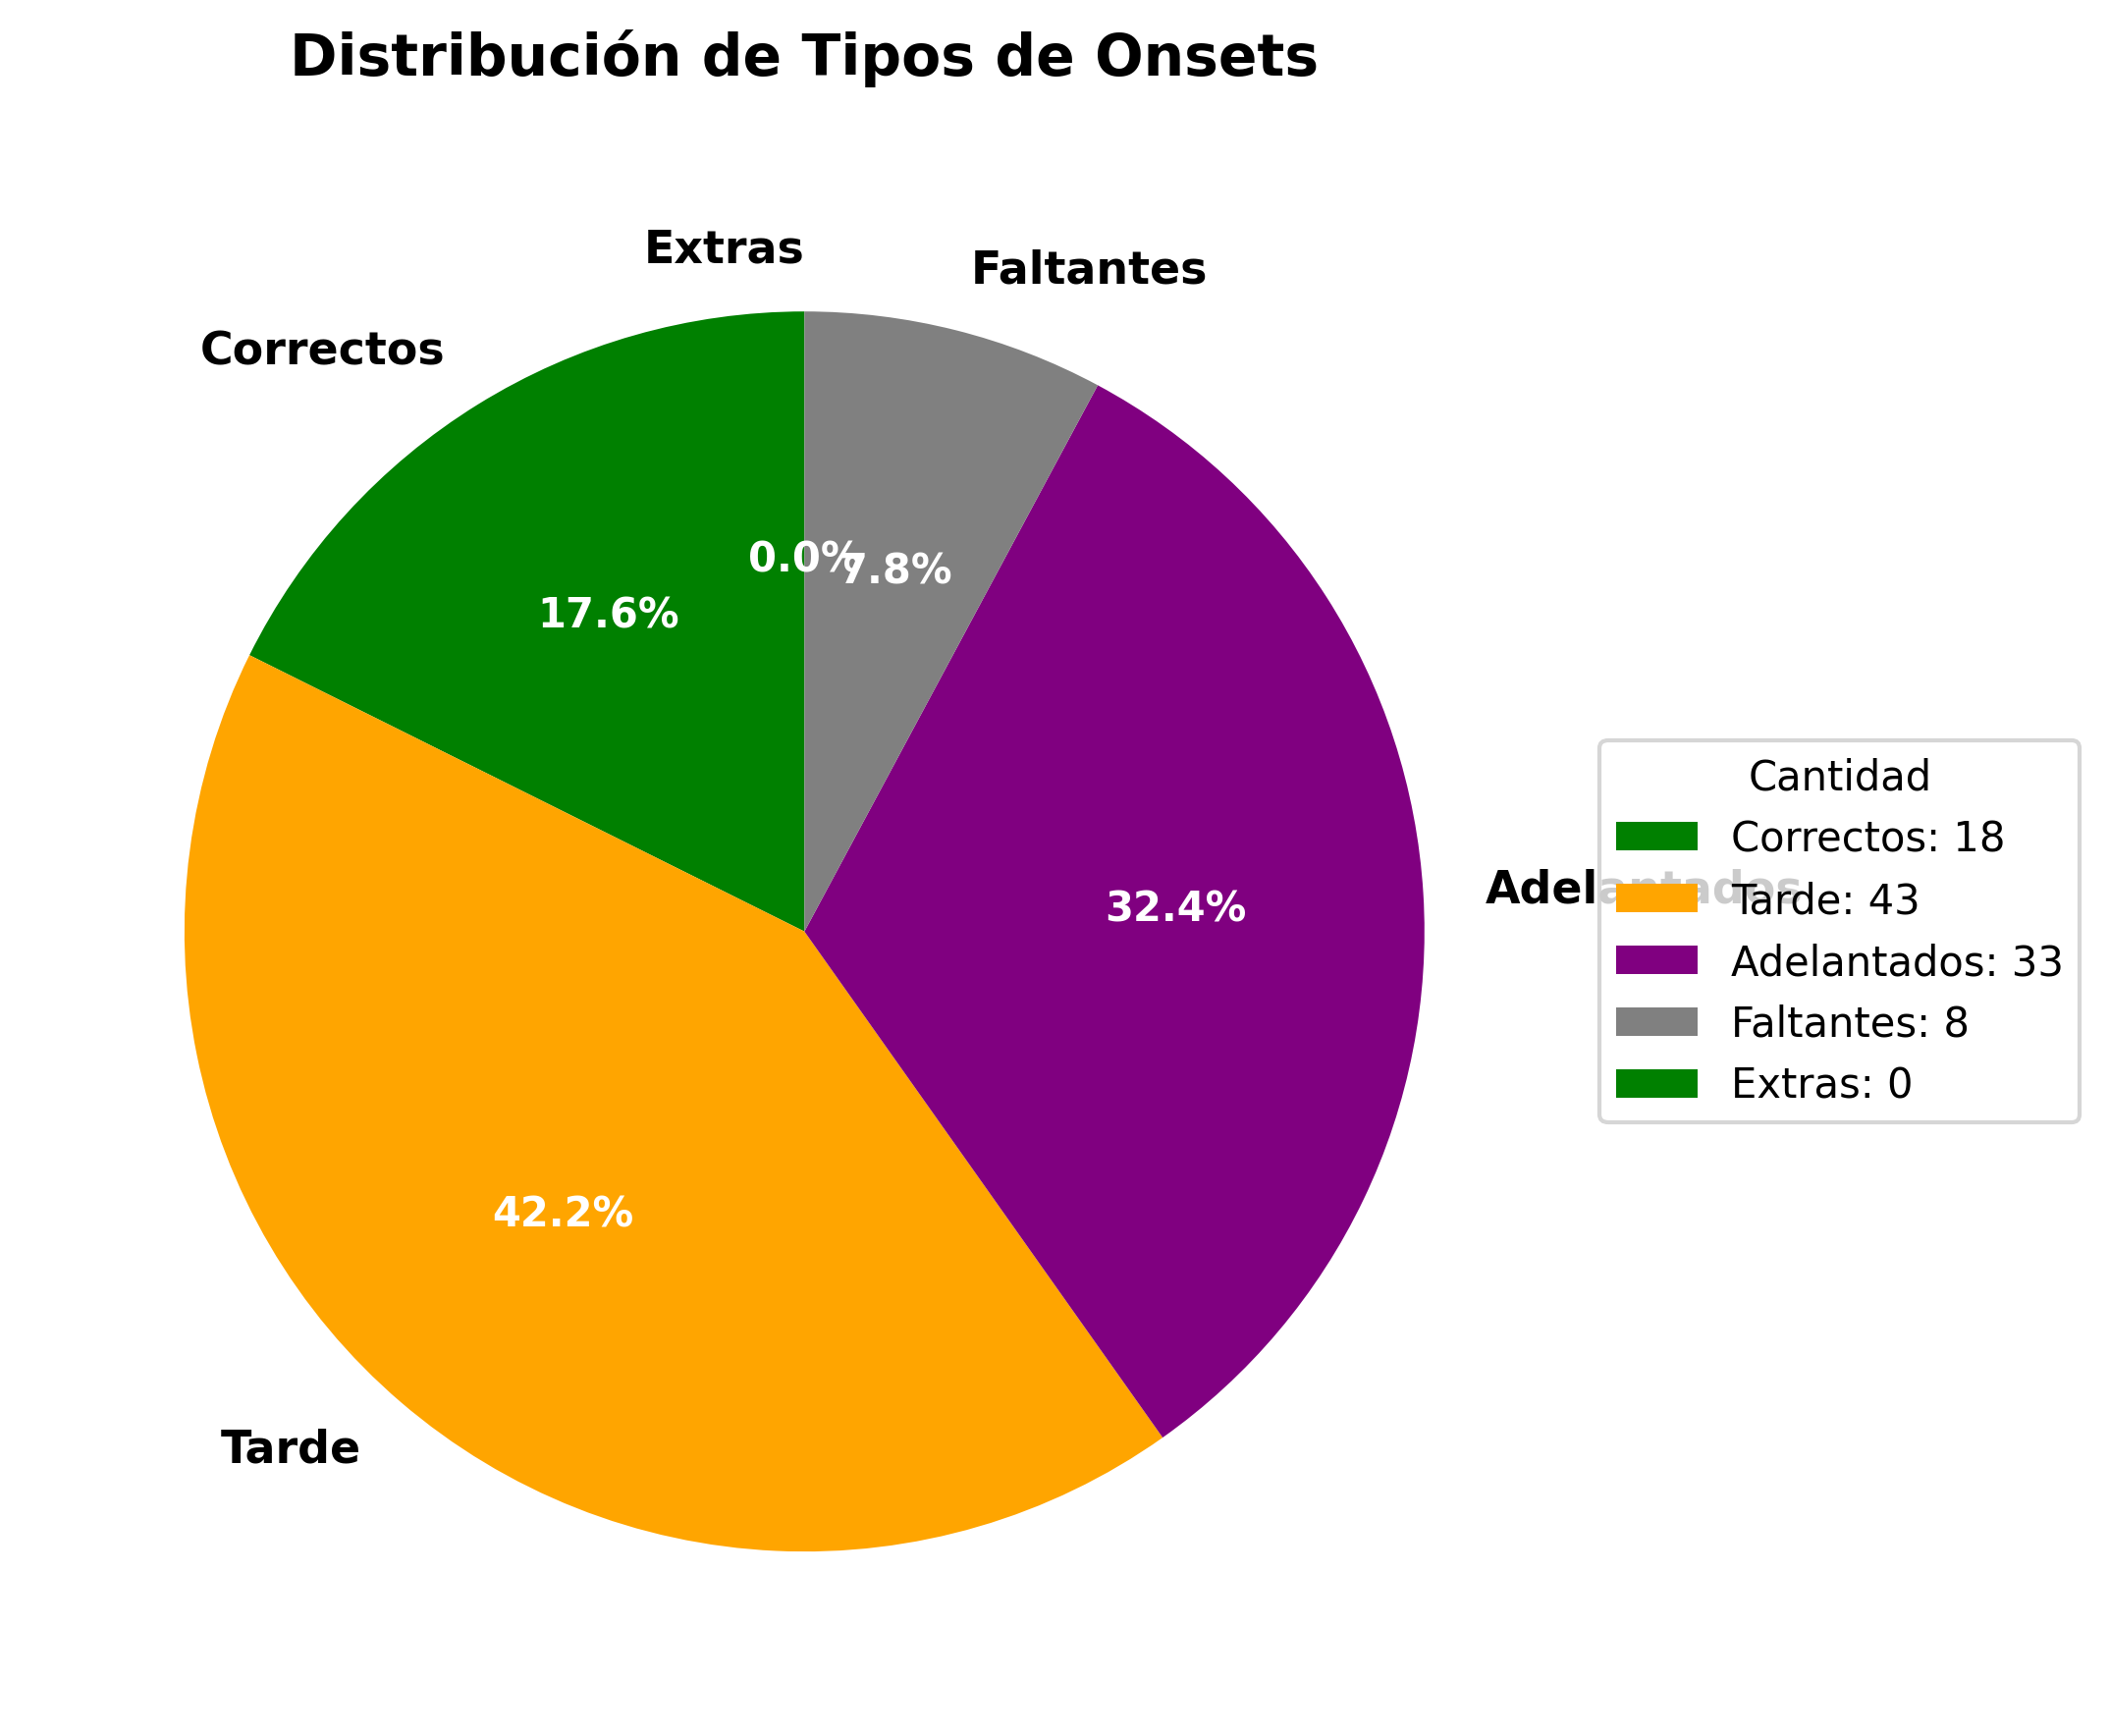 Distribución de Tipos de Onsets
Extras
Faltantes
Correctos
0.0%
7.8%
17.6%
32.4%
Adelantados
42.2%
Tarde
Cantidad
Correctos: 18
Tarde: 43
Adelantados: 33
Faltantes: 8
Extras: 0